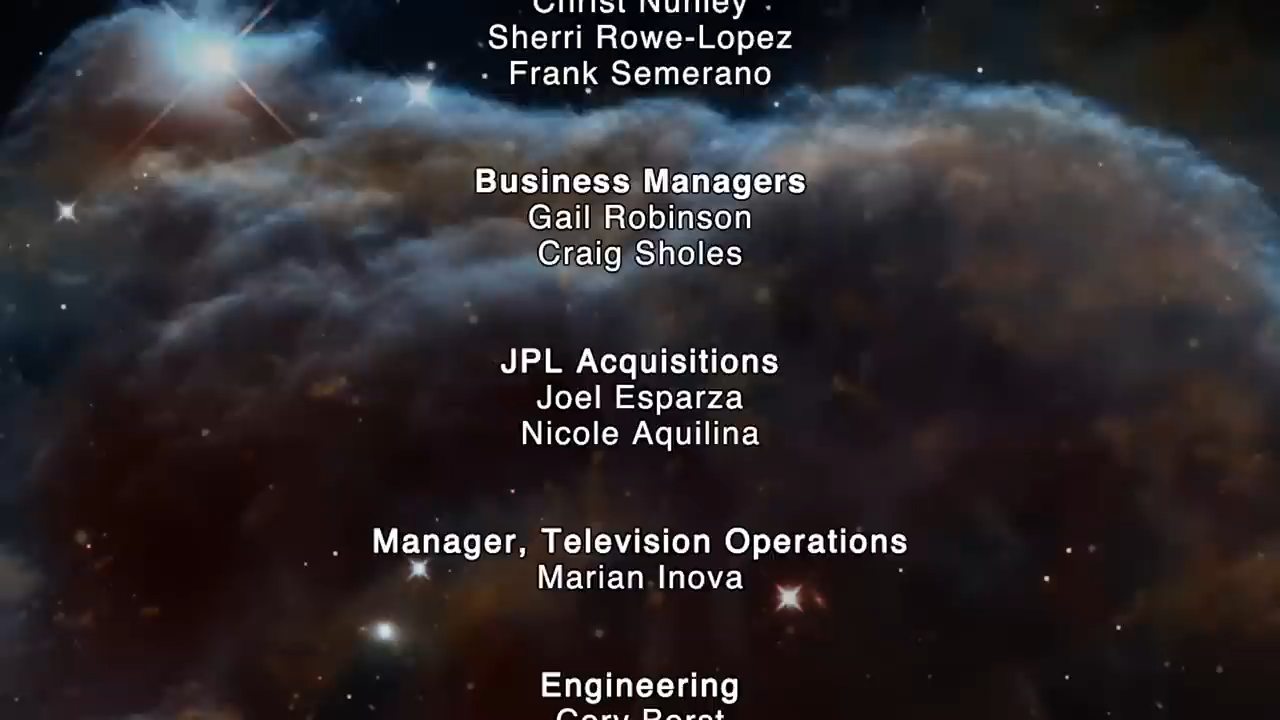 Sherri Rowe-Lopez
Frank Semerano
Business Managers
Gail Robinson
Craig Sholes
JPL Acquisitions
Joel Esparza
Nicole Aquilina
Manager, Television Operations
Marian Inova
Engineering